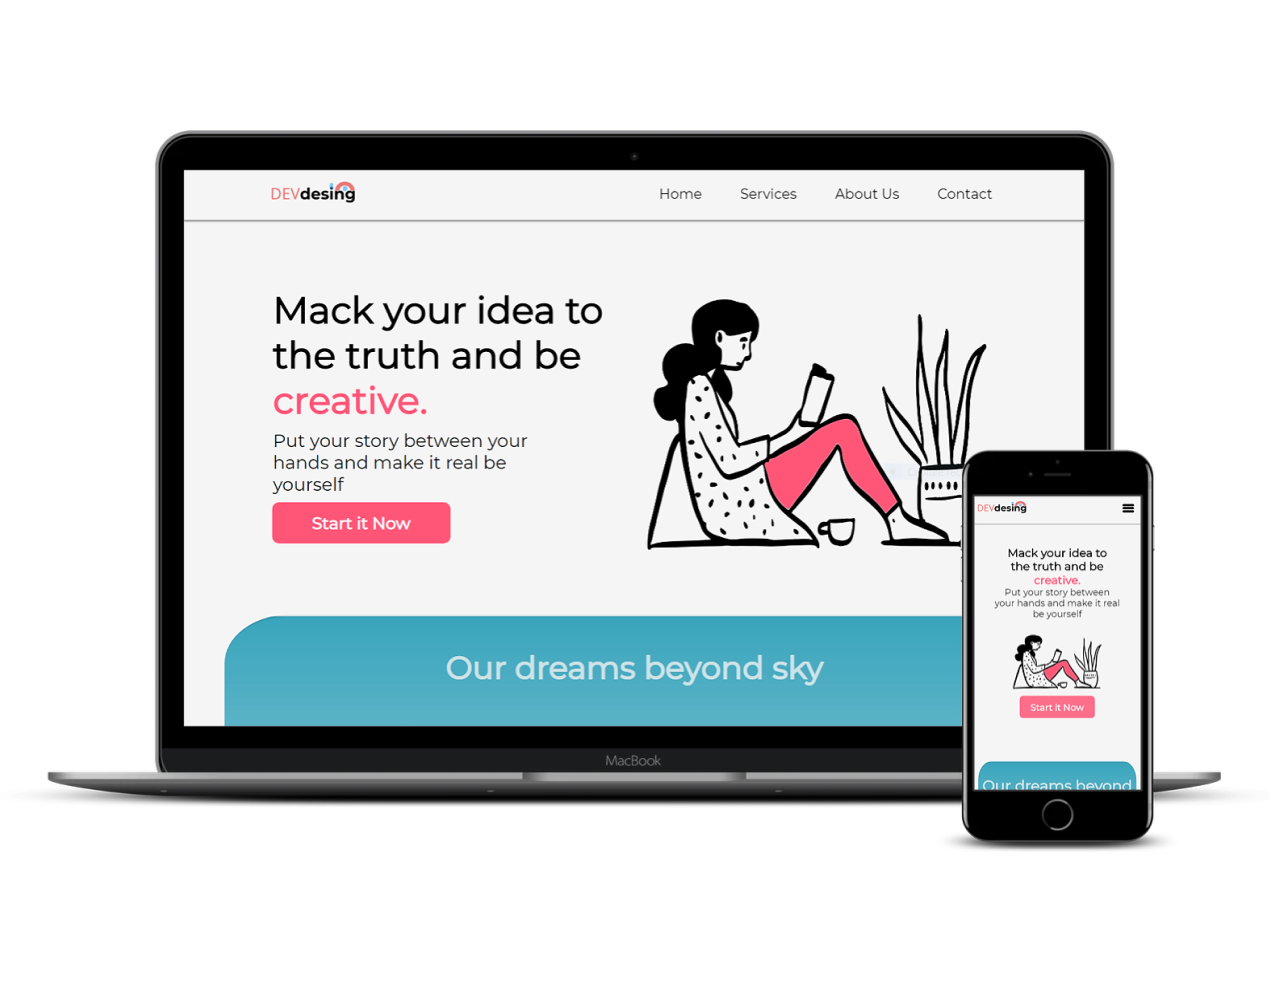 DEVdesing
Home Services About Us Contact
Mack your idea to
the truth and be
creative.
Put your story between your
hands and make it real be
yourself
Start it Now
Our dreams beyond sky
MacBook
DEVdesing
Mack your idea to
the truth and be
creative.
Put your story between
your hands and make it real
be yourself
Start it Now
Our dreams beyond